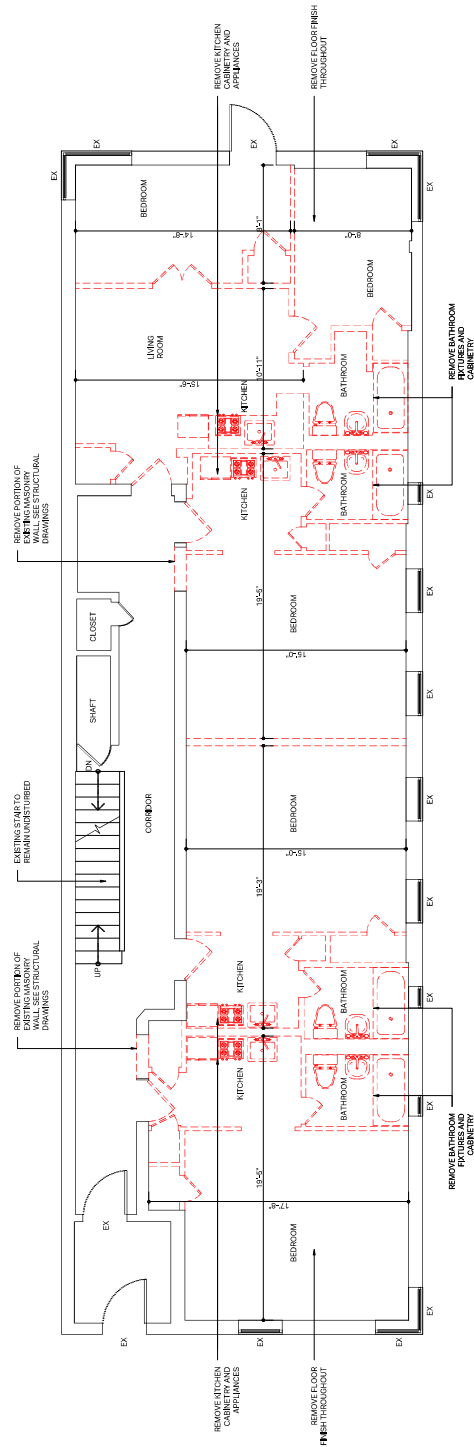 REMOVE PORTION OF
EXISTING MASONRY
WALL, SEE STRUCTURAL
DRAWINGS
EXISTING STAIR TO
REMAIN UNDISTURBED
REMOVE PORTION OF
EXISTING MASONRY
WALL, SEE STRUCTURAL
DRAWINGS
EX
EX
EX
EX
UP
DN
SHAFT
CLOSET
CORRIDOR
LIVING
ROOM
BEDROOM
17'-8"
15'-0"
15'-0"
15'-6"
14'-8"
REMOVE KITCHEN
CABINETRY AND
APPLIANCES
REMOVE KITCHEN
CABINETRY AND
APPLIANCES
KITCHEN
KITCHEN
KITCHEN
KITCHEN
EX
19'-5"
19'-3"
19'-5"
10'-11"
8'-1"
BEDROOM
BEDROOM
BEDROOM
REMOVE FLOOR
FINISH THROUGHOUT
REMOVE FLOOR FINISH
THROUGHOUT
BATHROOM
BATHROOM
BATHROOM
BATHROOM
BEDROOM
8'-0"
EX
EX
EX
EX
EX
EX
EX
EX
EX
EX
EX
EX
REMOVE BATHROOM
FIXTURES AND
CABINETRY
REMOVE BATHROOM
FIXTURES AND
CABINETRY